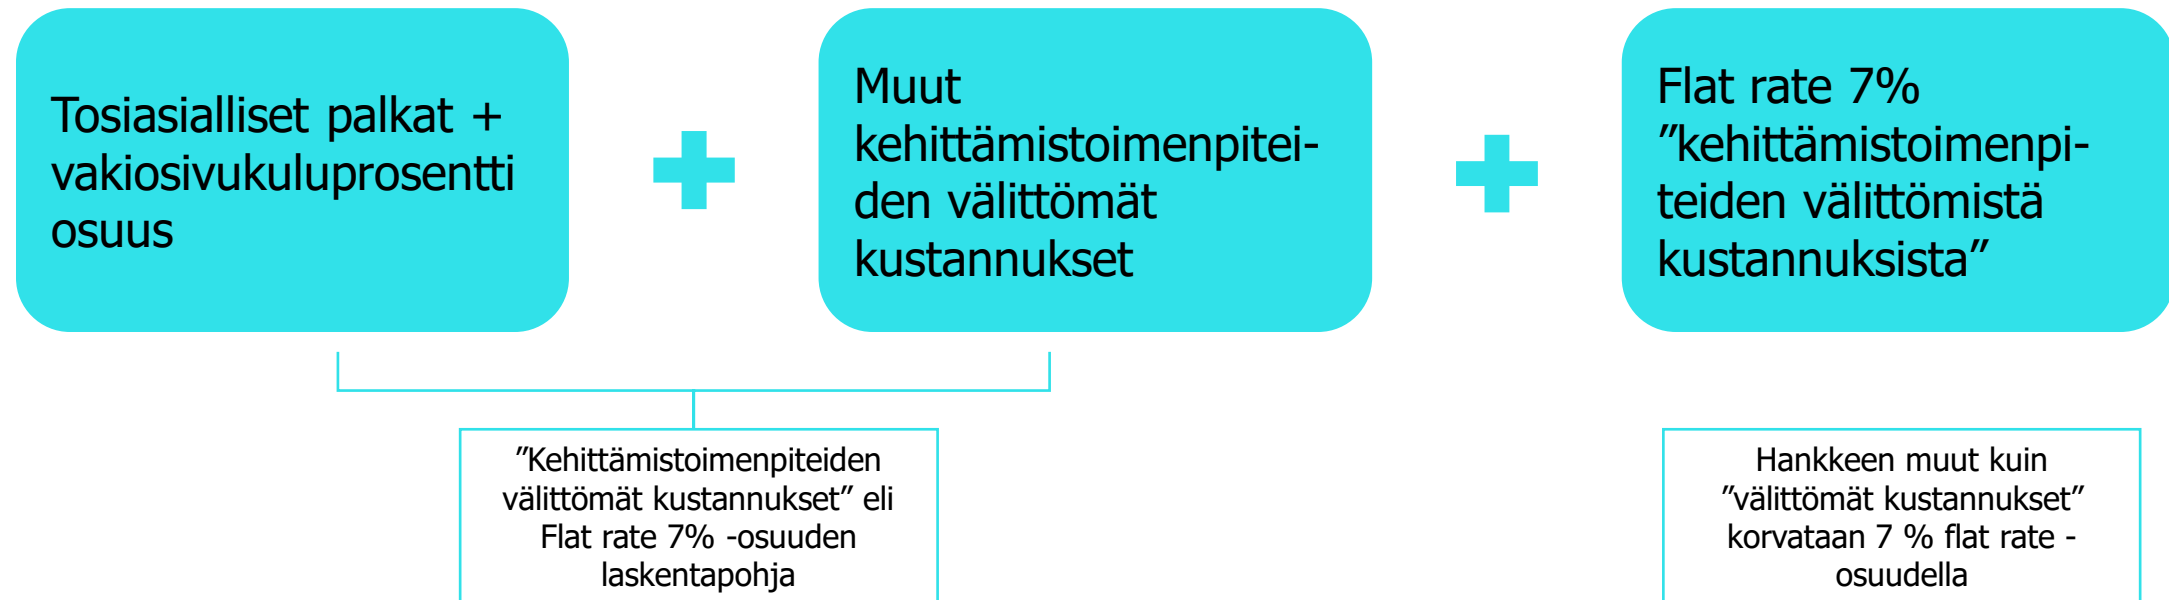 Tosiasialliset palkat +
vakiosivukuluprosentti
osuus
Muut
kehittämistoimenpitei-
den välittömät
kustannukset
Flat rate 7%
”kehittämistoimenpi-
teiden välittömistä
kustannuksista”
”Kehittämistoimenpiteiden
välittömät kustannukset” eli
Flat rate 7% -osuuden
laskentapohja
Hankkeen muut kuin
”välittömät kustannukset”
korvataan 7 % flat rate -
osuudella